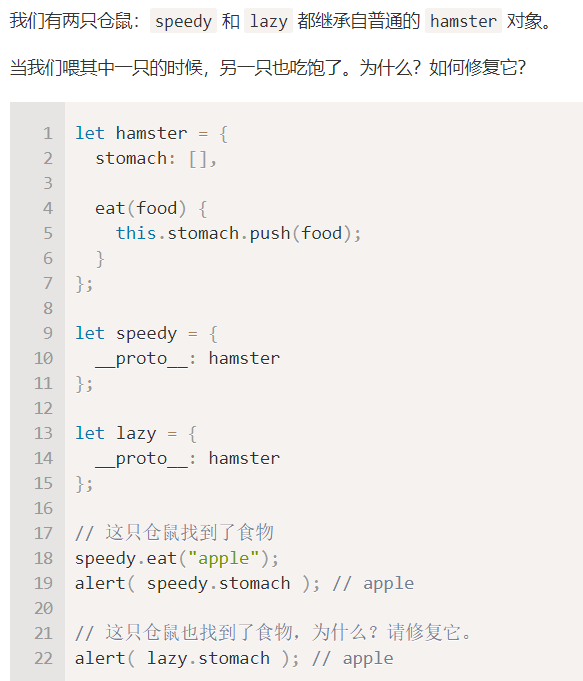 我们有两只仓鼠：speedy 和 lazy 都继承自普通的 hamster 对象。
当我们喂其中一只的时候，另一只也吃饱了。为什么？如何修复它？
1 let hamster = {
2   stomach: [],
3
4   eat(food) {
5     this.stomach.push(food);
6   }
7 };
8
9 let speedy = {
10   __proto__: hamster
11 };
12
13 let lazy = {
14   __proto__: hamster
15 };
16
17 // 这只仓鼠找到了食物
18 speedy.eat("apple");
19 alert( speedy.stomach ); // apple
20
21 // 这只仓鼠也找到了食物，为什么？请修复它。
22 alert( lazy.stomach ); // apple